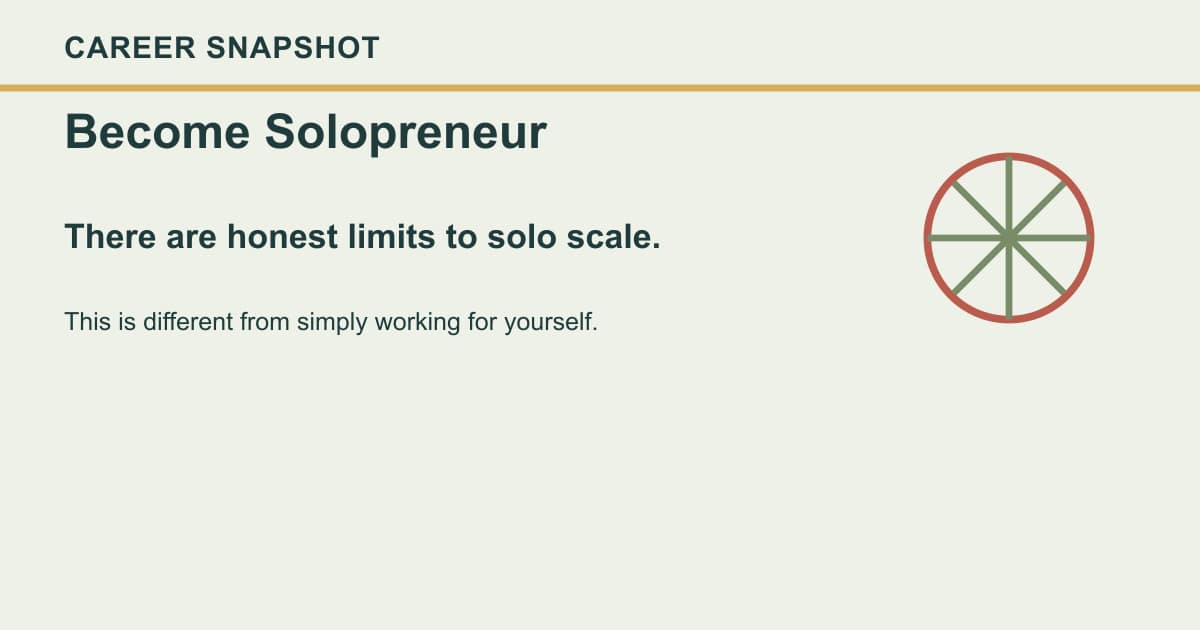 CAREER SNAPSHOT
Become Solopreneur
There are honest limits to solo scale.
This is different from simply working for yourself.